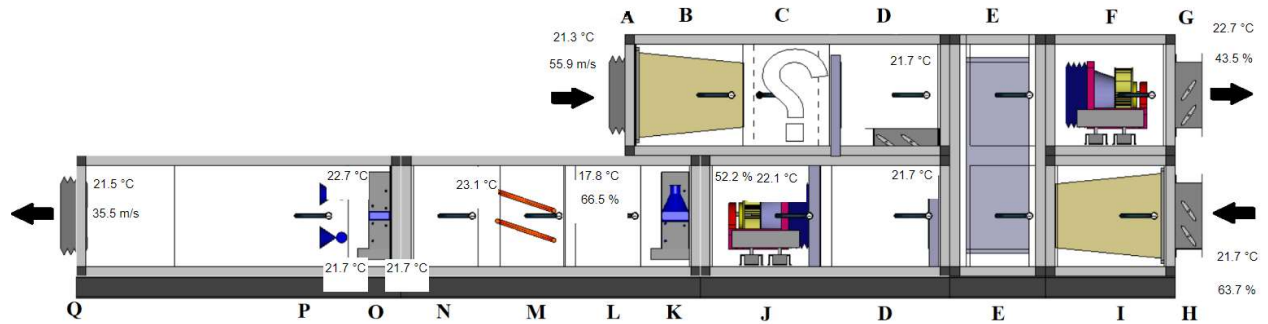 A B C D E F G
21.3 °C
55.9 m/s
21.7 °C
22.7 °C
43.5 %
?
21.5 °C
35.5 m/s
22.7 °C
23.1 °C
17.8 °C
66.5 %
52.2 % 22.1 °C
21.7 °C
21.7 °C
63.7 %
21.7 °C 21.7 °C
Q P O N M L K J D E I H